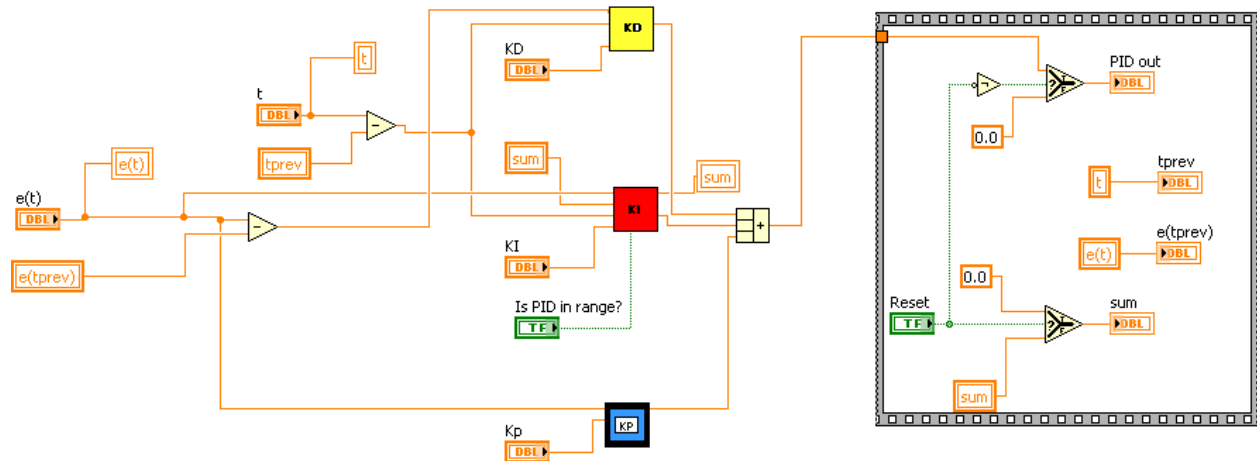 KD
KD
DBL
t
t
DBL
tprev
e(t)
e(t)
DBL
e(tprev)
sum
sum
KI
KI
DBL
Is PID in range?
TF
Kp
DBL
KP
+
-
-
PID out
DBL
?
F
0.0
tprev
t
DBL
e(tprev)
e(t)
DBL
0.0
Reset
TF
sum
DBL
?
T
F
sum